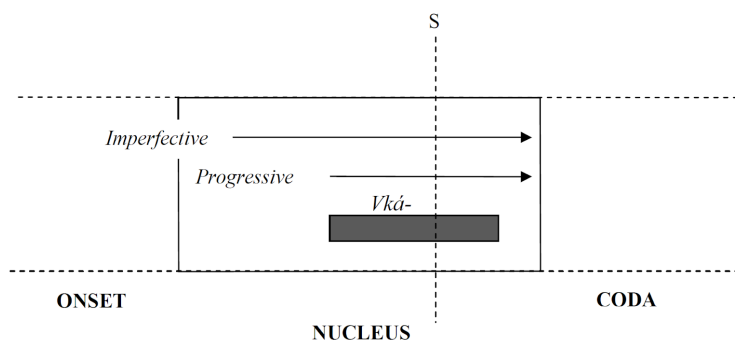 S
Imperfective
Progressive
Vká-
ONSET
CODA
NUCLEUS